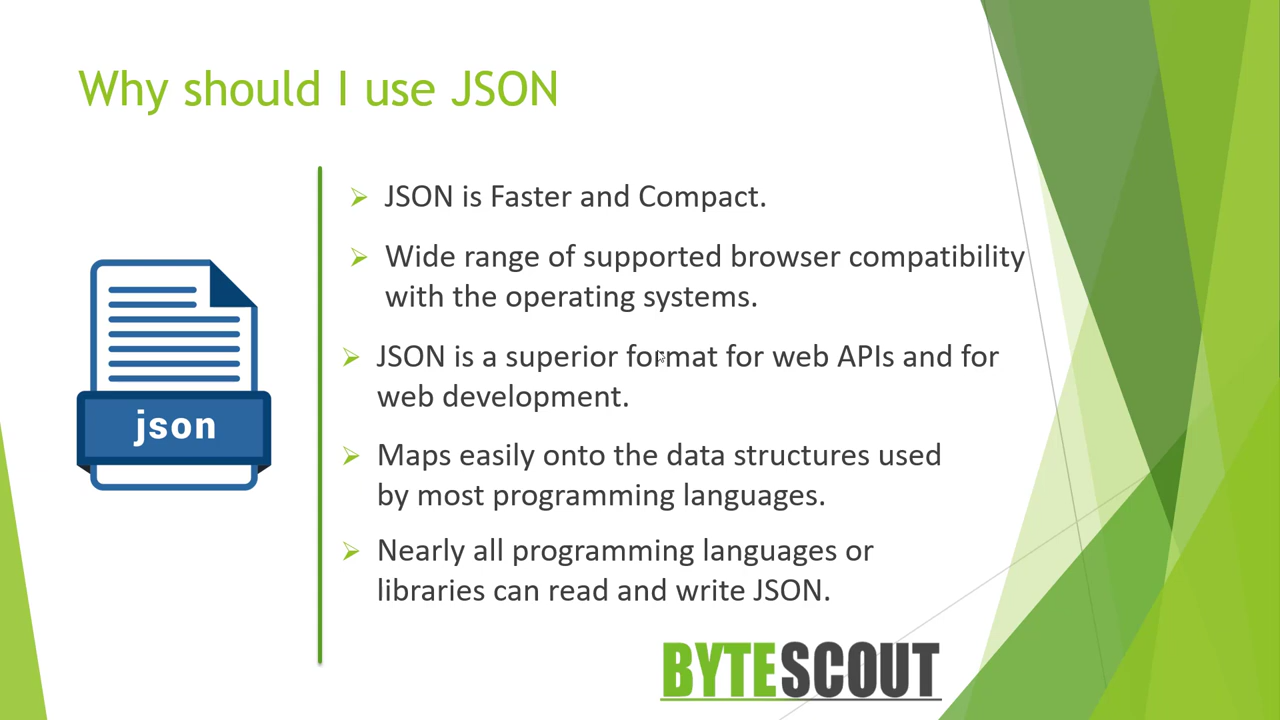 Why should I use JSON
JSON is Faster and Compact.
Wide range of supported browser compatibility
with the operating systems.
JSON is a superior format for web APIs and for
web development.
Maps easily onto the data structures used
by most programming languages.
Nearly all programming languages or
libraries can read and write JSON.
json
BYTESCOUT